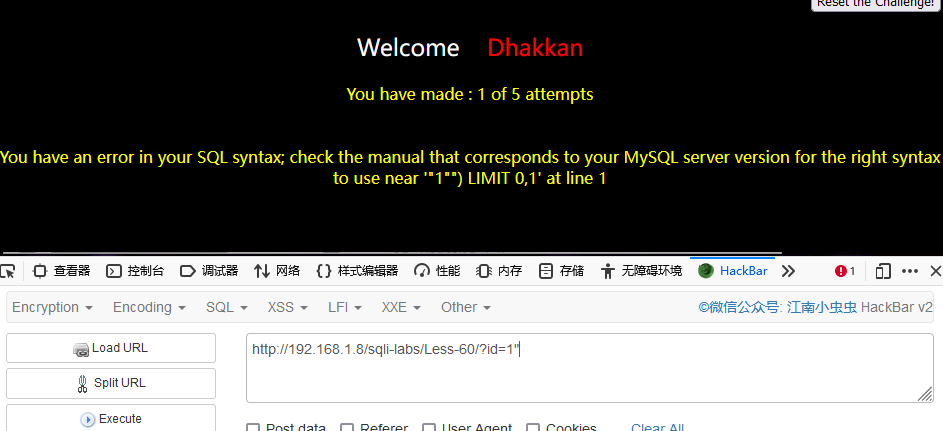 Reset the Challenge!
Welcome Dhakkan
You have made : 1 of 5 attempts
You have an error in your SQL syntax; check the manual that corresponds to your MySQL server version for the right syntax
to use near '"1"") LIMIT 0,1' at line 1
查看器 控制台 调试器 网络 样式编辑器 性能 内存 存储 无障碍环境 HackBar 1
Encryption Encoding SQL XSS LFI XXE Other ©微信公众号: 江南小虫虫 HackBar v2
Load URL http://192.168.1.8/sqli-labs/Less-60/?id=1"
Split URL
Execute
Post data Referer User Agent Cookies Clear All